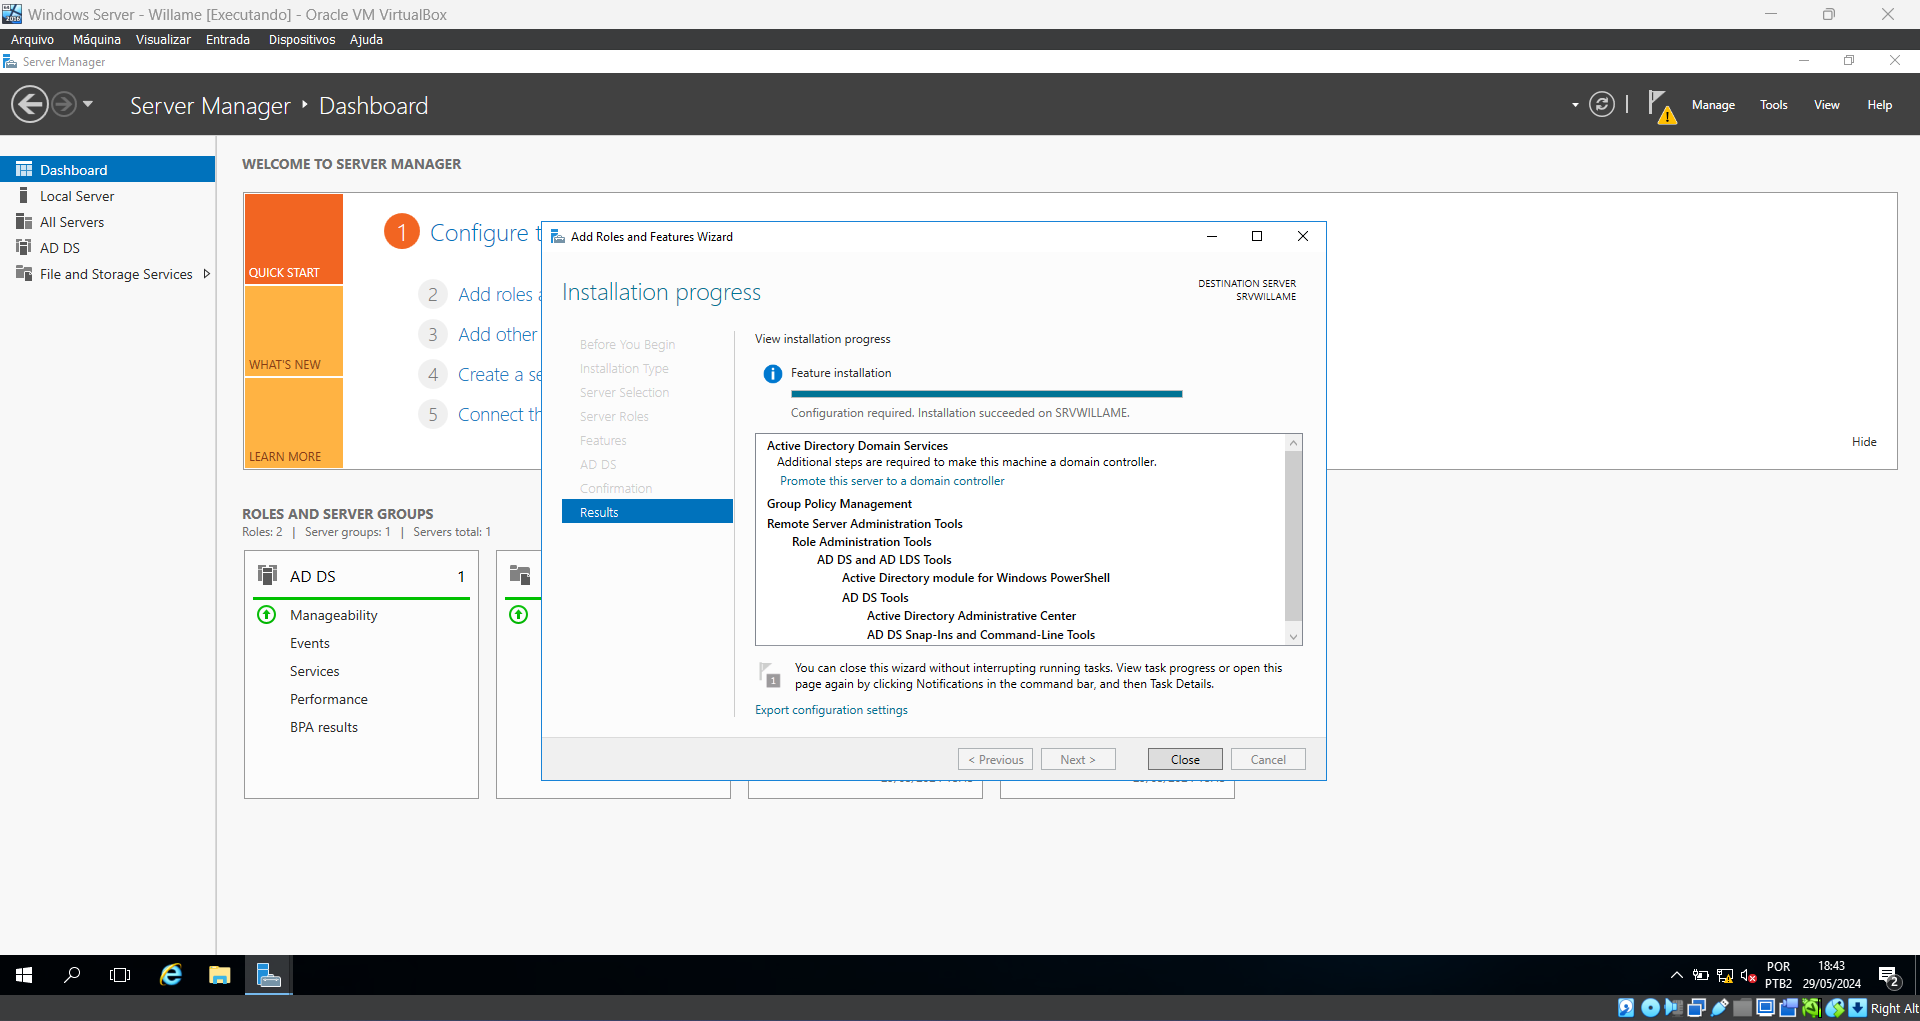 Windows Server - Willame [Executando] - Oracle VM VirtualBox
Arquivo Máquina Visualizar Entrada Dispositivos Ajuda
Server Manager
Server Manager ‣ Dashboard
Manage Tools View Help
Dashboard
Local Server
All Servers
AD DS
File and Storage Services
WELCOME TO SERVER MANAGER
QUICK START
WHAT'S NEW
LEARN MORE
1 Configure t
2 Add roles a
3 Add other
4 Create a se
5 Connect th
Hide
ROLES AND SERVER GROUPS
Roles: 2 | Server groups: 1 | Servers total: 1
AD DS 1
Manageability
Events
Services
Performance
BPA results
Add Roles and Features Wizard
Installation progress
DESTINATION SERVER
SRVWILLAME
Before You Begin
Installation Type
Server Selection
Server Roles
Features
AD DS
Confirmation
Results
View installation progress
Feature installation
Configuration required. Installation succeeded on SRVWILLAME.
Active Directory Domain Services
Additional steps are required to make this machine a domain controller.
Promote this server to a domain controller
Group Policy Management
Remote Server Administration Tools
Role Administration Tools
AD DS and AD LDS Tools
Active Directory module for Windows PowerShell
AD DS Tools
Active Directory Administrative Center
AD DS Snap-Ins and Command-Line Tools
1
You can close this wizard without interrupting running tasks. View task progress or open this
page again by clicking Notifications in the command bar, and then Task Details.
Export configuration settings
< Previous Next > Close Cancel
POR
PTB2
18:43
29/05/2024
2
Right Alt